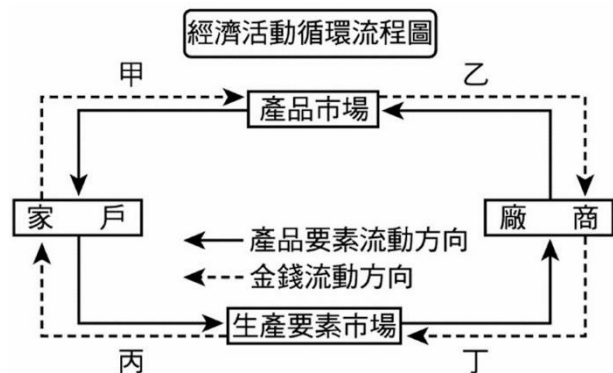 經濟活動循環流程圖
甲
乙
產品市場
家 戶
廠 商
產品要素流動方向
金錢流動方向
生產要素市場
丙
丁